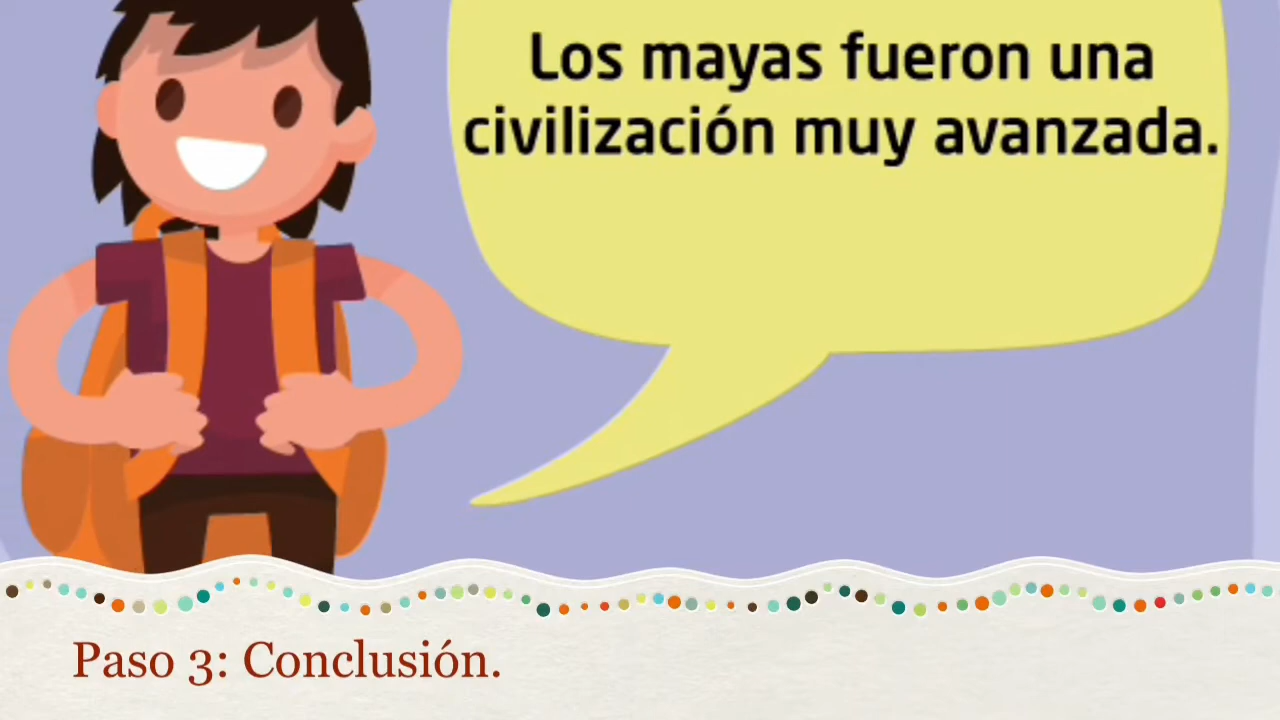 Los mayas fueron una
civilización muy avanzada.
Paso 3: Conclusión.